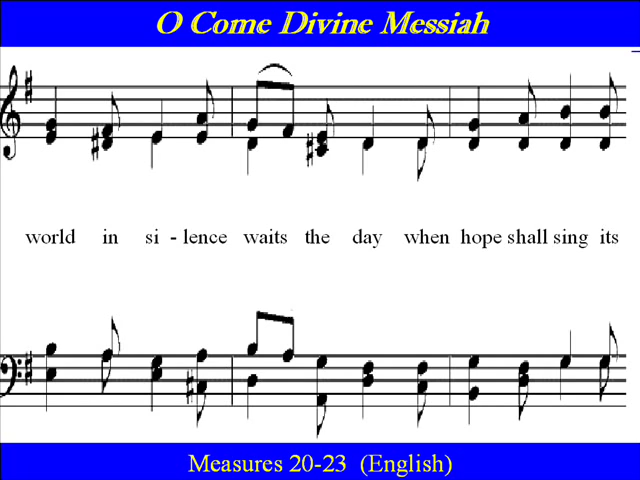 O Come Divine Messiah
world in si - lence waits the day when hope shall sing its
Measures 20-23 (English)